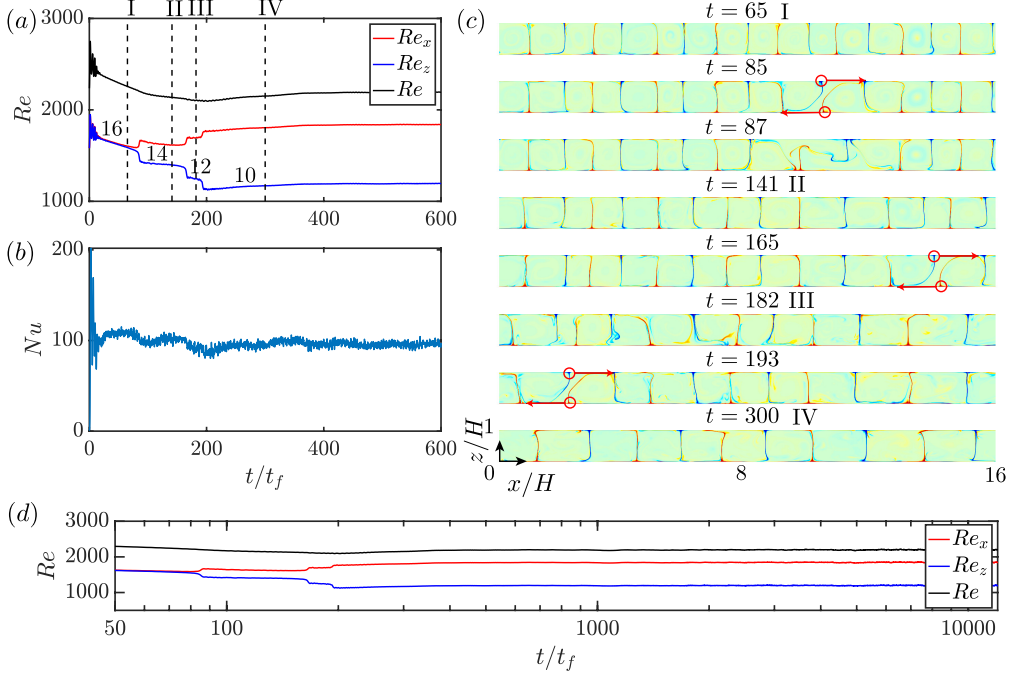 (a)
I II III IV
3000
2000
1000
Re
16
14
12
10
Re_x
Re_z
Re
0 200 400 600
(b)
200
100
0
Nu
0 200 400 600
t/t_f
(c)
t = 65 I
t = 85
t = 87
t = 141 II
t = 165
t = 182 III
t = 193
t = 300 IV
1
z/H
0 8 16
x/H
(d)
3000
2000
1000
Re
Re_x
Re_z
Re
50 100 1000 10000
t/t_f